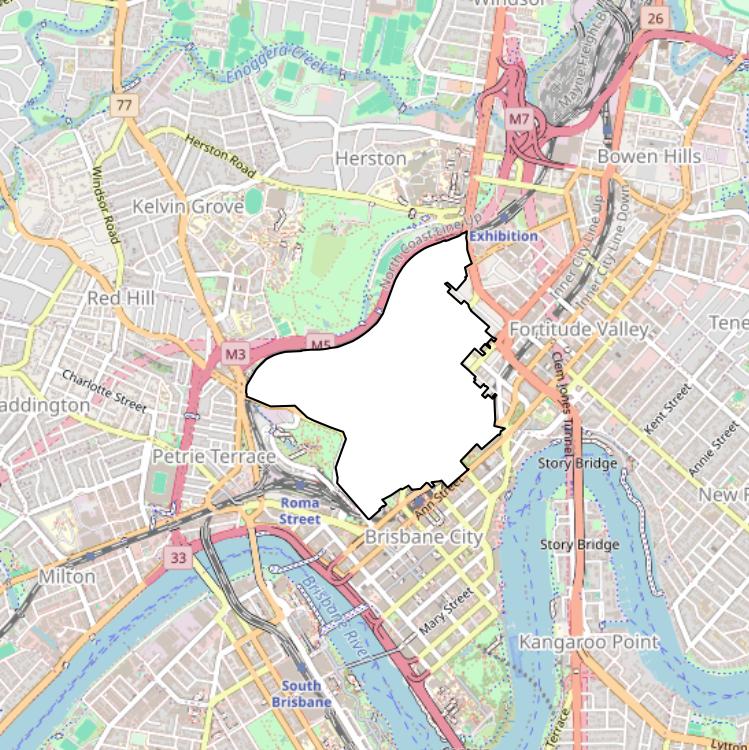 Windsor
26
Mayne Freight B
Enoggera Creek
77
M7
Herston Road
Herston
Bowen Hills
Windsor Road
Kelvin Grove
North Coast Line Up
Exhibition
Inner City Line Up
Inner City Line Down
Red Hill
Fortitude Valley
Tene
M3
M5
Charlotte Street
addington
Clem Jones Tunnel
Kent Street
Annie Street
Petrie Terrace
Story Bridge
Roma
Street
Ann Street
New F
Brisbane City
Story Bridge
33
Milton
Brisbane River
Mary Street
Kangaroo Point
South
Brisbane
Terrace
Lytton